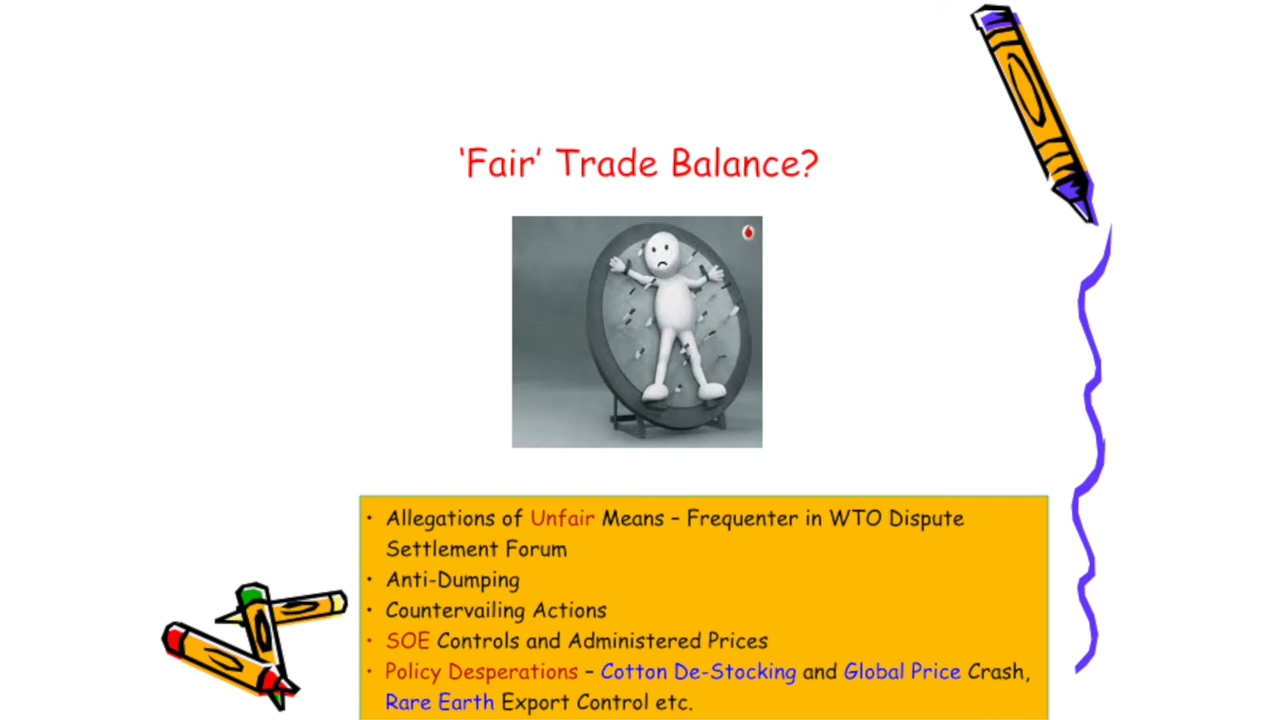 ‘Fair’ Trade Balance?
• Allegations of Unfair Means – Frequenter in WTO Dispute
Settlement Forum
• Anti-Dumping
• Countervailing Actions
• SOE Controls and Administered Prices
• Policy Desperations – Cotton De-Stocking and Global Price Crash,
Rare Earth Export Control etc.